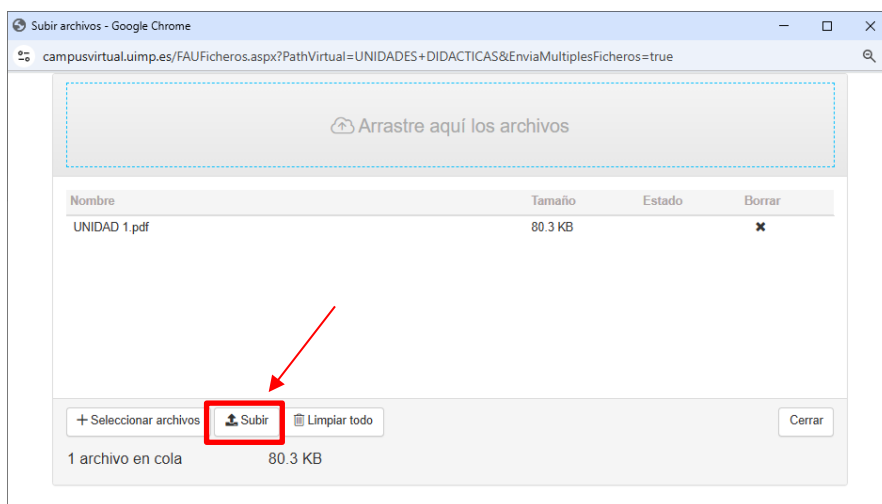 Subir archivos - Google Chrome
campusvirtual.uimp.es/FAUFicheros.aspx?PathVirtual=UNIDADES+DIDACTICAS&EnviaMultiplesFicheros=true
Arrastre aquí los archivos
Nombre Tamaño Estado Borrar
UNIDAD 1.pdf 80.3 KB
Seleccionar archivos Subir Limpiar todo Cerrar
1 archivo en cola 80.3 KB